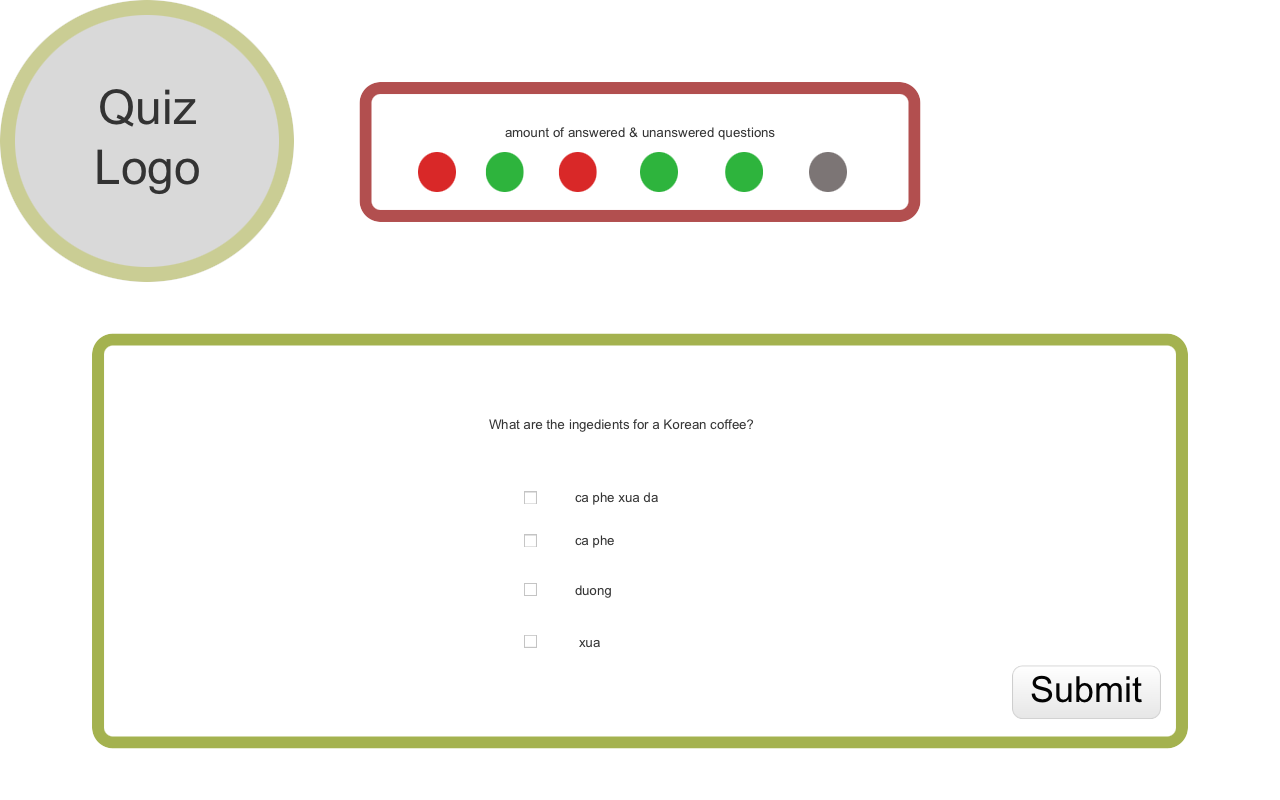 Quiz
Logo
amount of answered & unanswered questions
What are the ingedients for a Korean coffee?
ca phe xua da
ca phe
duong
xua
Submit